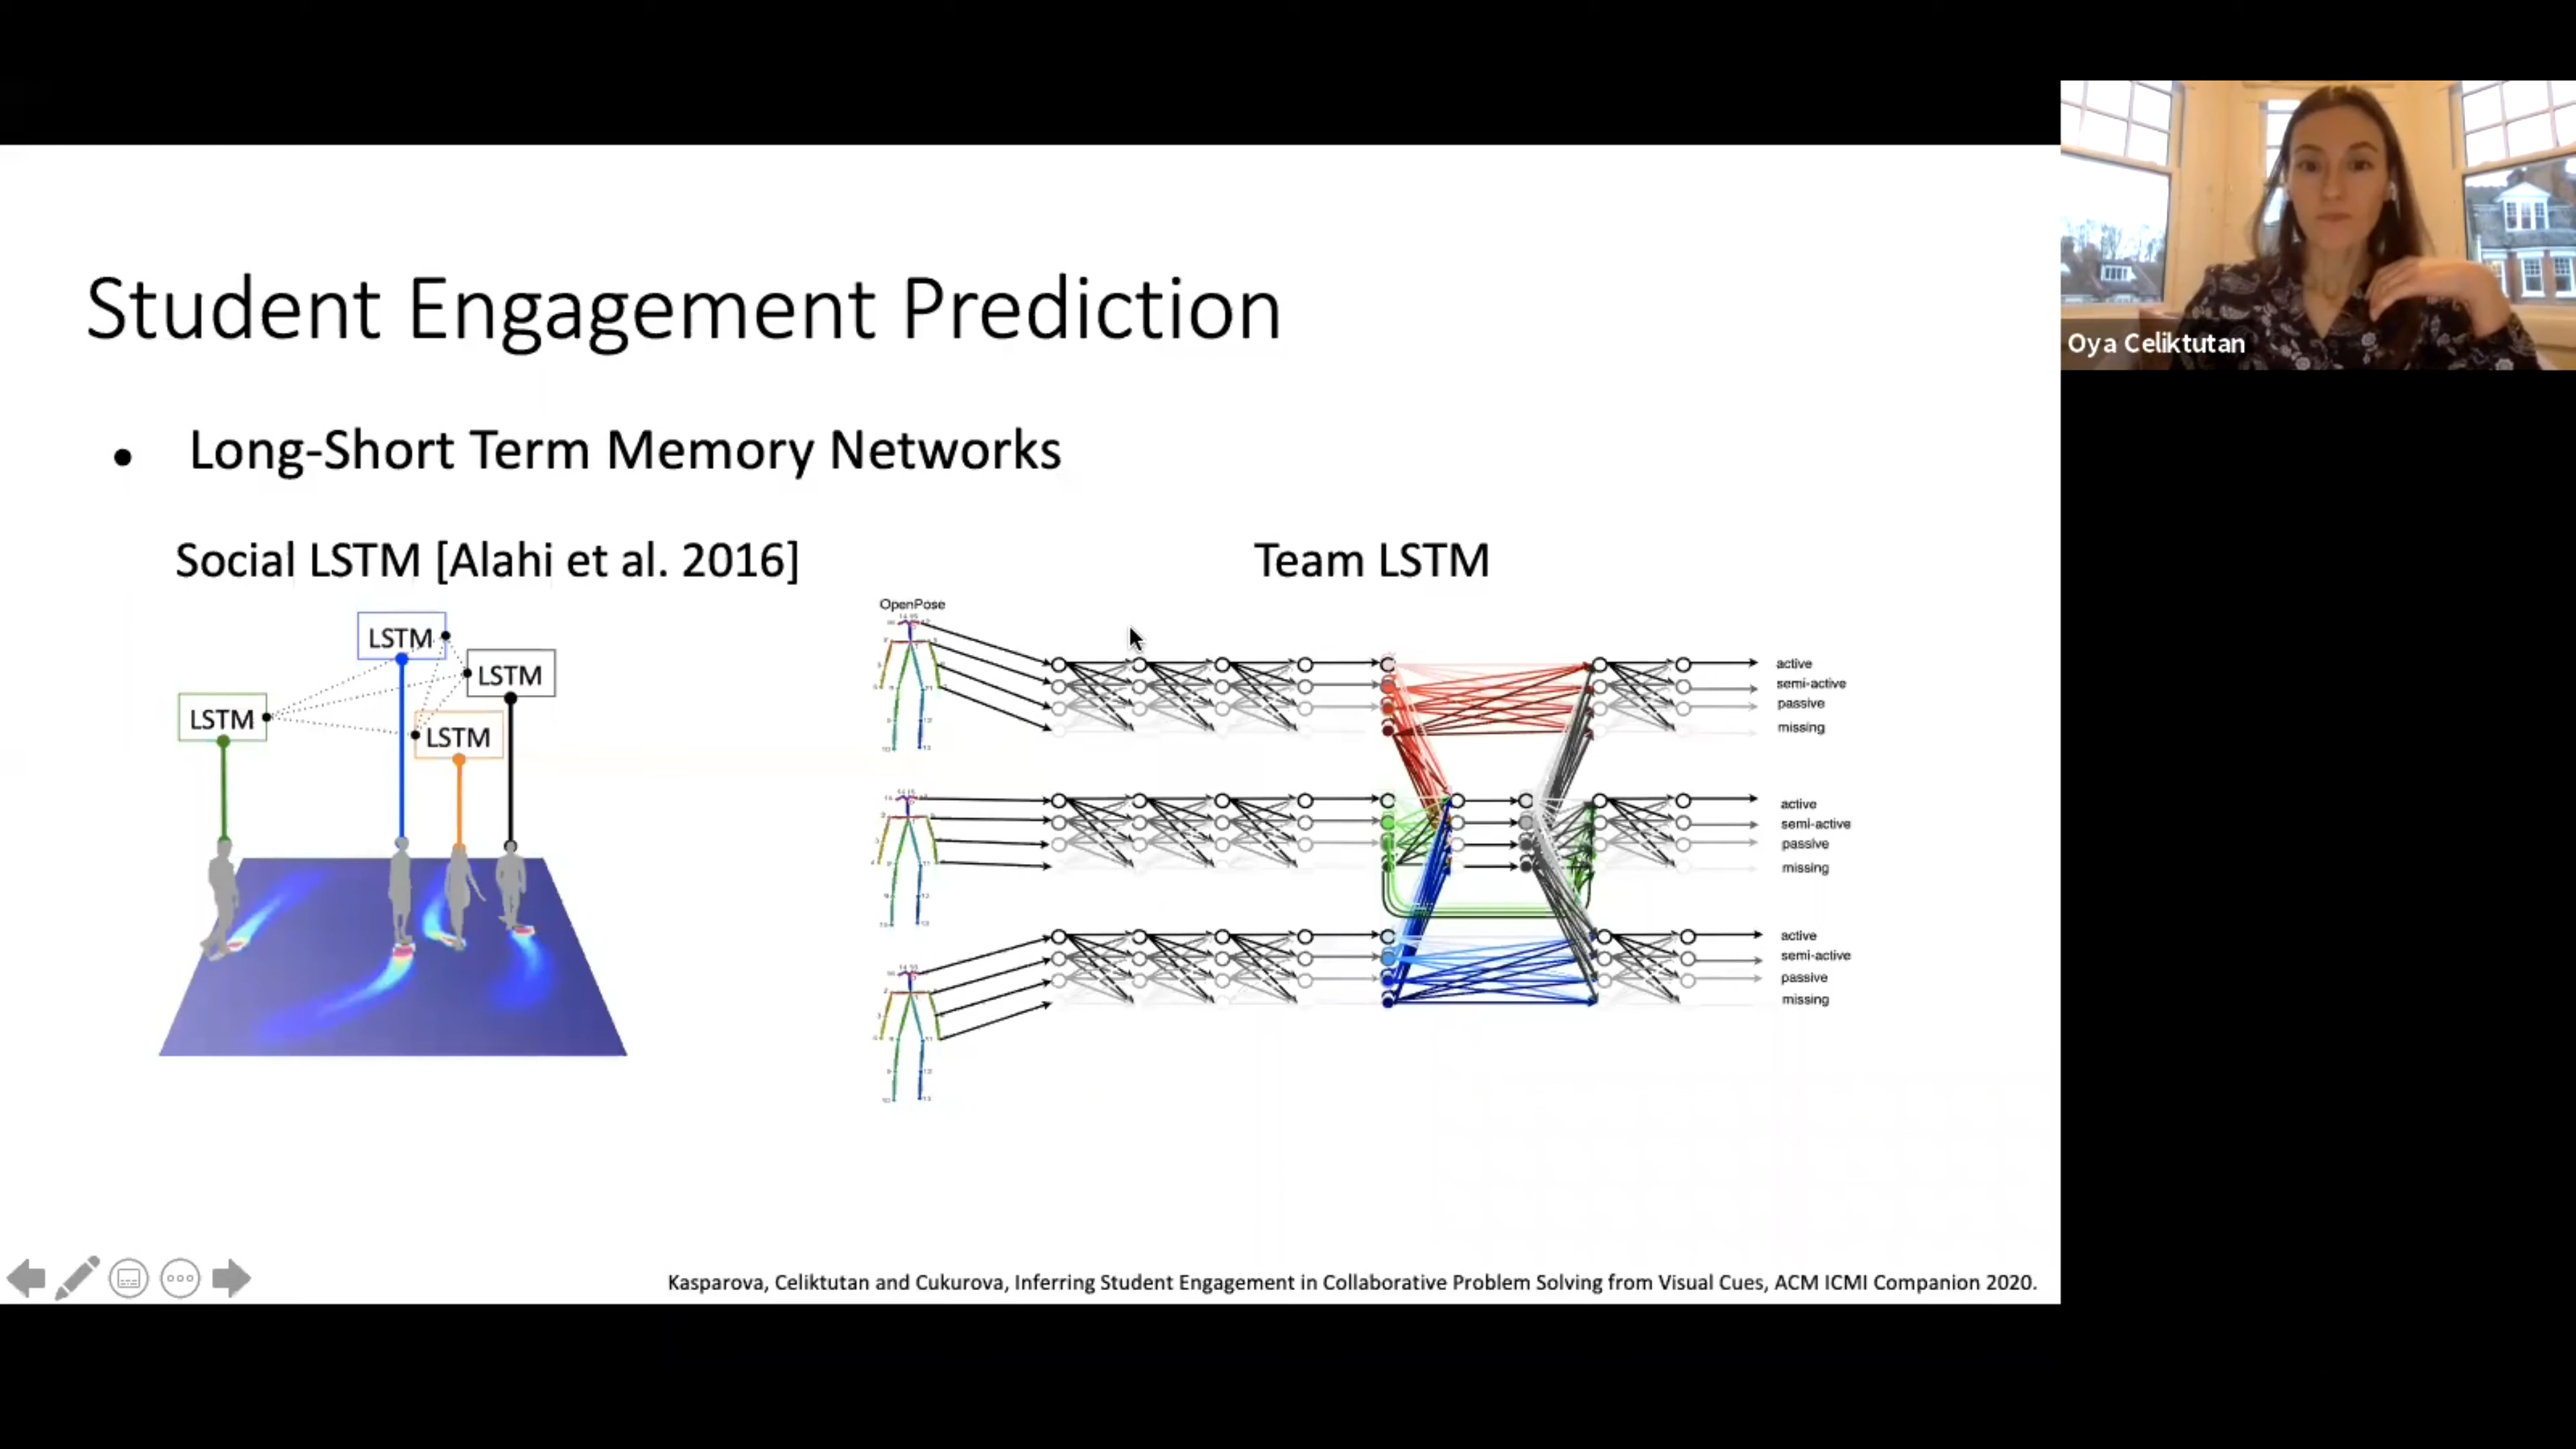 Oya Celiktutan
Student Engagement Prediction
• Long-Short Term Memory Networks
Social LSTM [Alahi et al. 2016]
Team LSTM
LSTM
LSTM
LSTM
LSTM
OpenPose
active
semi-active
passive
missing
active
semi-active
passive
missing
active
semi-active
passive
missing
Kasparova, Celiktutan and Cukurova, Inferring Student Engagement in Collaborative Problem Solving from Visual Cues, ACM ICMI Companion 2020.